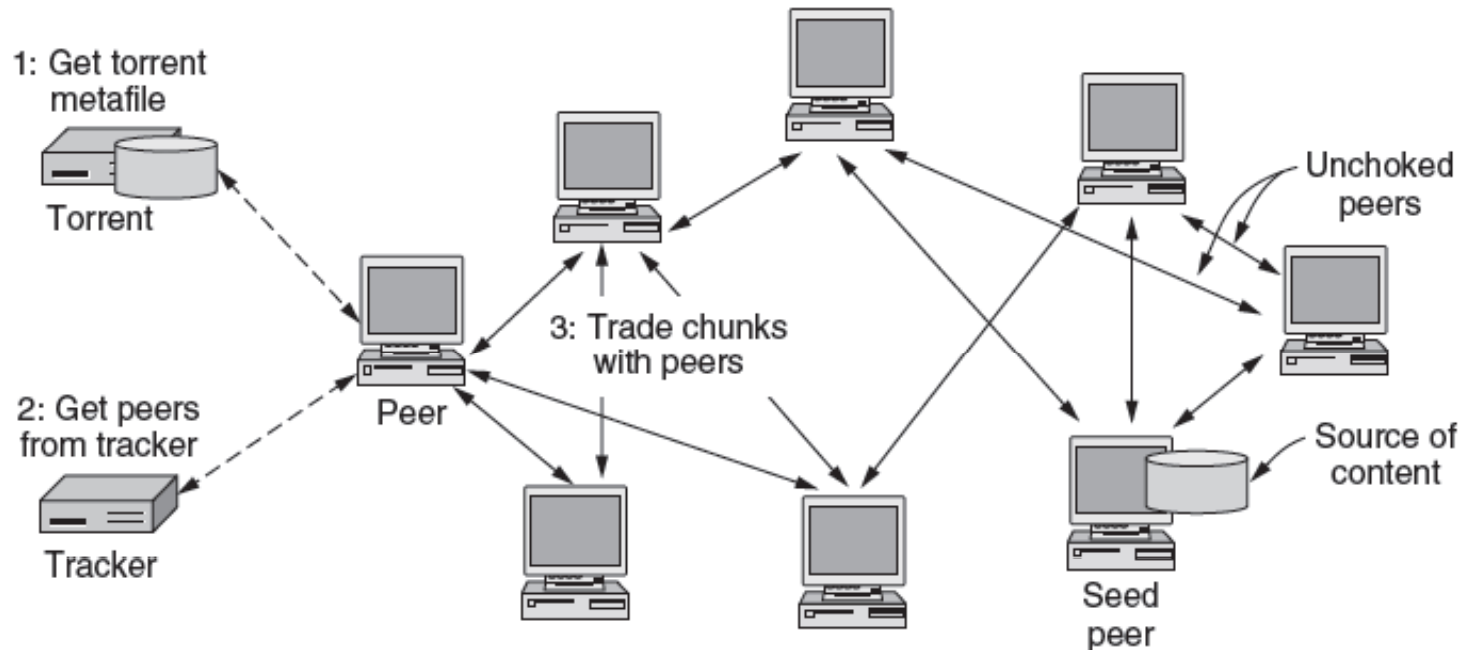 1: Get torrent
metafile
Torrent
2: Get peers
from tracker
Tracker
Peer
3: Trade chunks
with peers
Unchoked
peers
Source of
content
Seed
peer